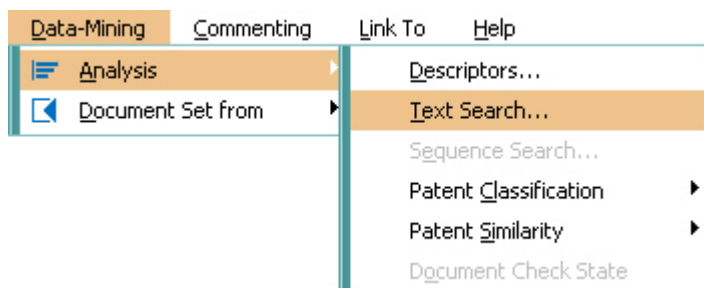 Data-Mining Commenting Link To Help
Analysis
Document Set from
Descriptors...
Text Search...
Sequence Search...
Patent Classification
Patent Similarity
Document Check State